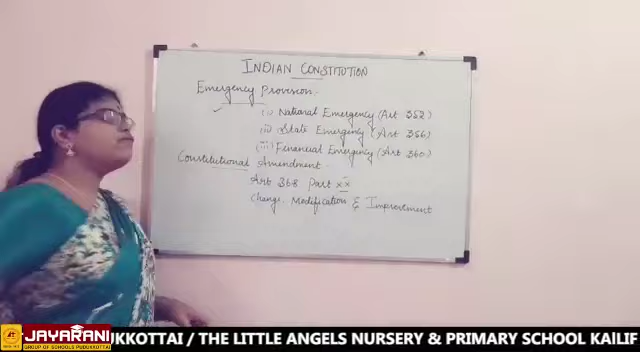 INDIAN CONSTITUTION
Emergency Provision.
(i) National Emergency (Art 352)
(ii) State Emergency (Art 356)
(iii) Financial Emergency (Art 360)
Constitutional Amendment.
Art 368 Part XX
Change, Modification & Improvement
JAYARANI
GROUP OF SCHOOLS PUDUKKOTTAI
UKKOTTAI / THE LITTLE ANGELS NURSERY & PRIMARY SCHOOL KAILIF